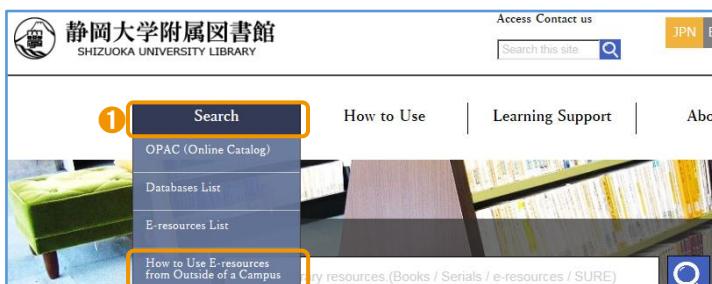 静岡大学附属図書館
SHIZUOKA UNIVERSITY LIBRARY
Access Contact us
Search this site
JPN
1
Search
How to Use
Learning Support
OPAC (Online Catalog)
Databases List
E-resources List
How to Use E-resources
from Outside of a Campus
resources.(Books / Serials / e-resources / SURE)